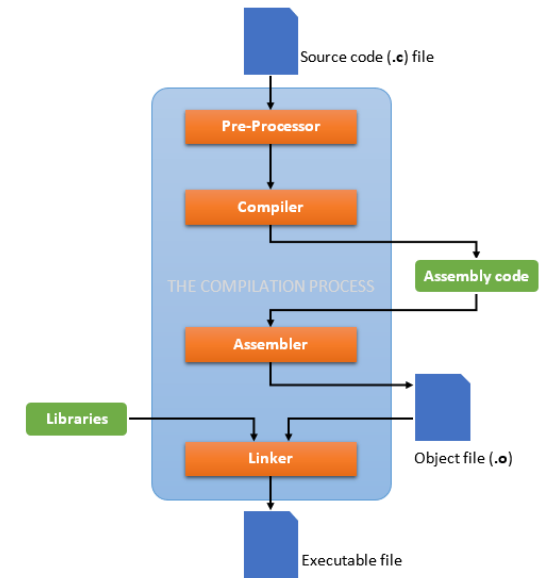 Source code (.c) file
Pre-Processor
Compiler
Assembly code
THE COMPILATION PROCESS
Assembler
Libraries
Linker
Object file (.o)
Executable file